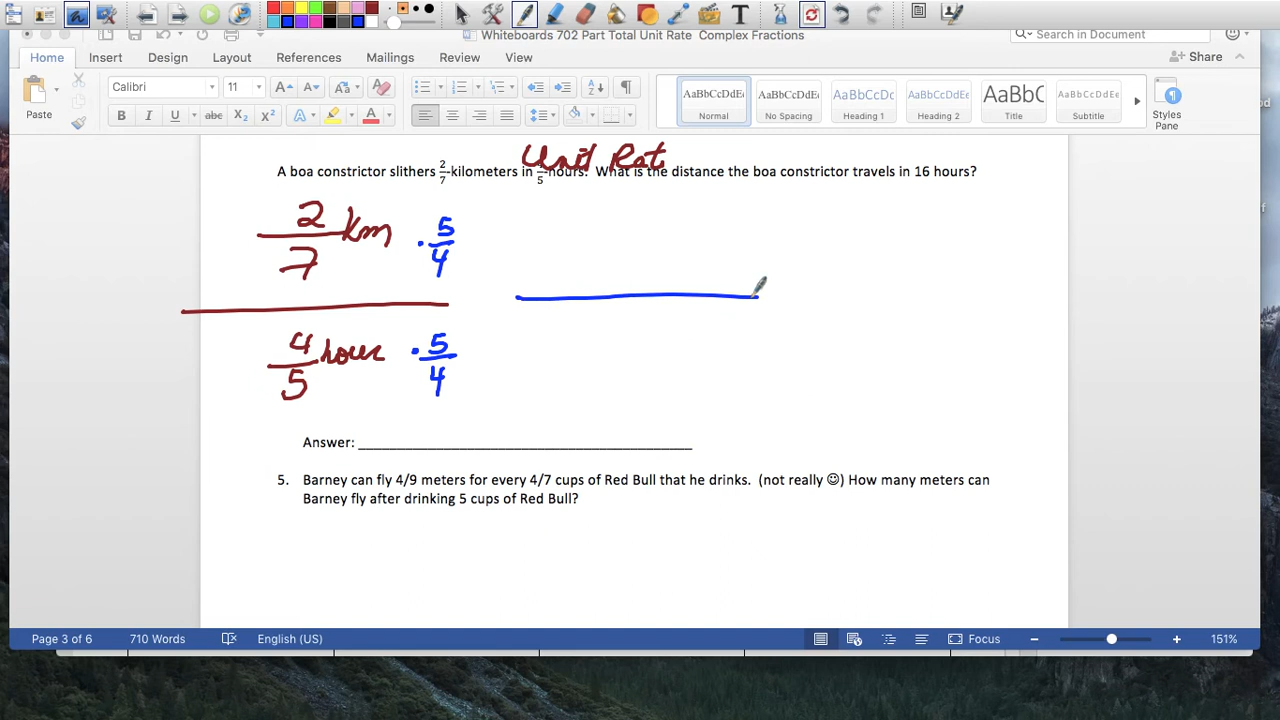 Whiteboards 702 Part Total Unit Rate Complex Fractions
Search in Document
Home Insert Design Layout References Mailings Review View
Share
Paste
Calibri 11
A A Aa A
B I U abc X₂ X² A A
AaBbCcDdEe AaBbCcDdEe AaBbCcDc AaBbCcDdEe AaBbC AaBbCcDdEe
Normal No Spacing Heading 1 Heading 2 Title Subtitle
Styles
Pane
Unit Rat
A boa constrictor slithers 2/7-kilometers in /5-hours. What is the distance the boa constrictor travels in 16 hours?
2/7 km · 5/4
4/5 hour · 5/4
Answer: ____________________
5. Barney can fly 4/9 meters for every 4/7 cups of Red Bull that he drinks. (not really ☺) How many meters can
Barney fly after drinking 5 cups of Red Bull?
Page 3 of 6 710 Words English (US) Focus 151%